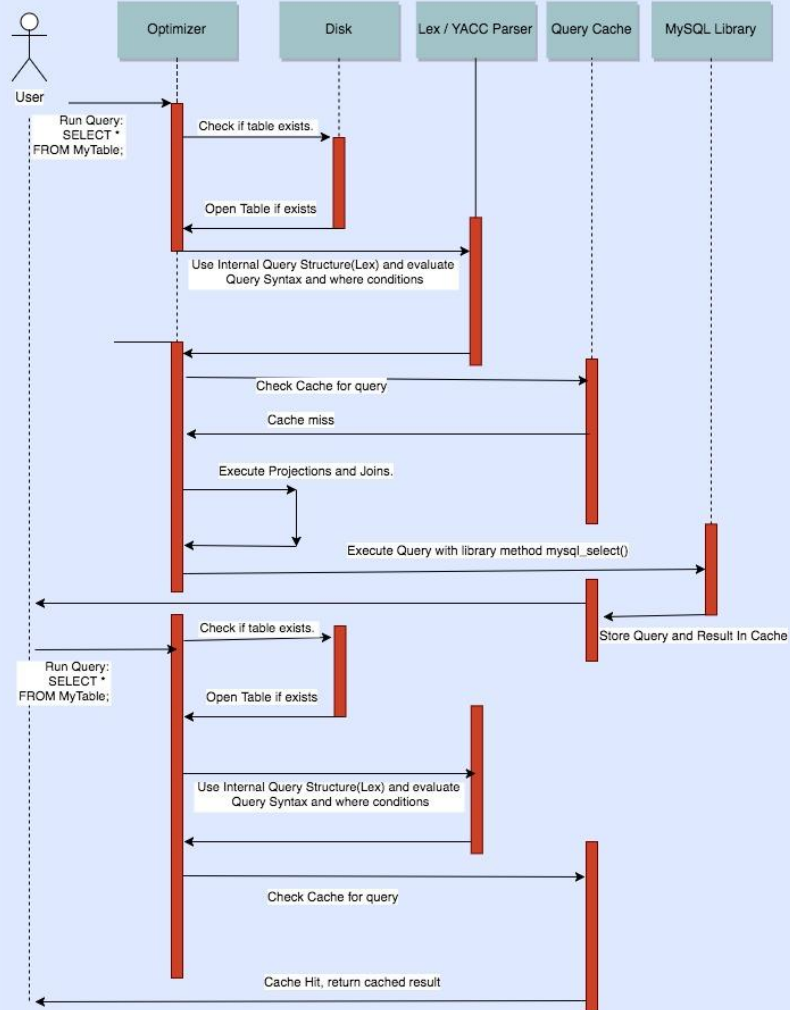 Optimizer
Disk
Lex / YACC Parser
Query Cache
MySQL Library
User
Run Query:
SELECT *
FROM MyTable;
Check if table exists.
Open Table if exists
Use Internal Query Structure(Lex) and evaluate
Query Syntax and where conditions
Check Cache for query
Cache miss
Execute Projections and Joins.
Execute Query with library method mysql_select()
Store Query and Result In Cache
Check if table exists.
Run Query:
SELECT *
FROM MyTable;
Open Table if exists
Use Internal Query Structure(Lex) and evaluate
Query Syntax and where conditions
Check Cache for query
Cache Hit, return cached result